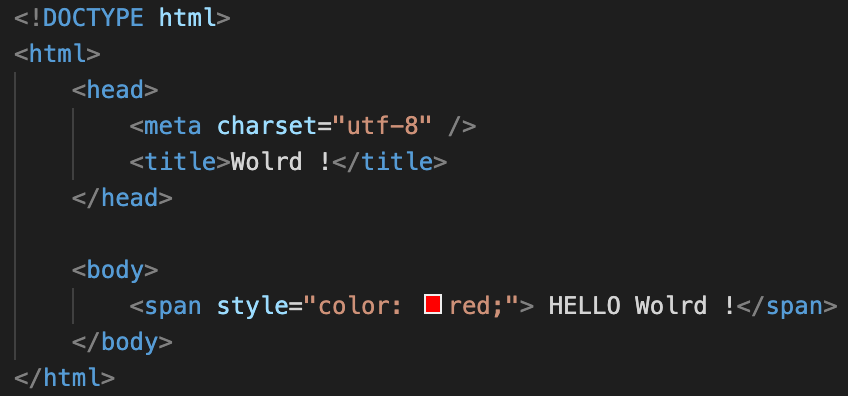 <!DOCTYPE html>
<html>
<head>
<meta charset="utf-8" />
<title>Wolrd !</title>
</head>
<body>
<span style="color: red;"> HELLO Wolrd !</span>
</body>
</html>